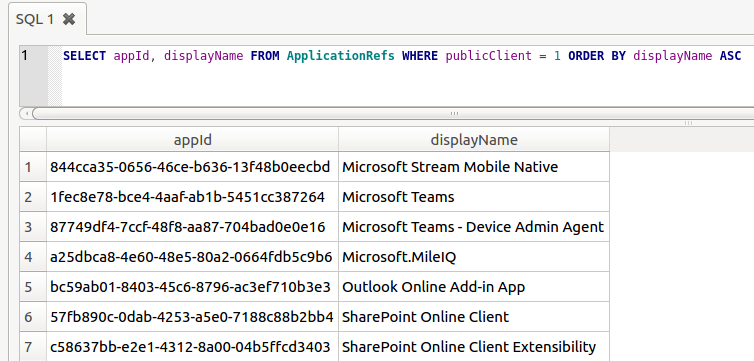 SQL 1
1 SELECT appId, displayName FROM ApplicationRefs WHERE publicClient = 1 ORDER BY displayName ASC
appId displayName
1 844cca35-0656-46ce-b636-13f48b0eecbd Microsoft Stream Mobile Native
2 1fec8e78-bce4-4aaf-ab1b-5451cc387264 Microsoft Teams
3 87749df4-7ccf-48f8-aa87-704bad0e0e16 Microsoft Teams - Device Admin Agent
4 a25dbca8-4e60-48e5-80a2-0664fdb5c9b6 Microsoft.MileIQ
5 bc59ab01-8403-45c6-8796-ac3ef710b3e3 Outlook Online Add-in App
6 57fb890c-0dab-4253-a5e0-7188c88b2bb4 SharePoint Online Client
7 c58637bb-e2e1-4312-8a00-04b5ffcd3403 SharePoint Online Client Extensibility